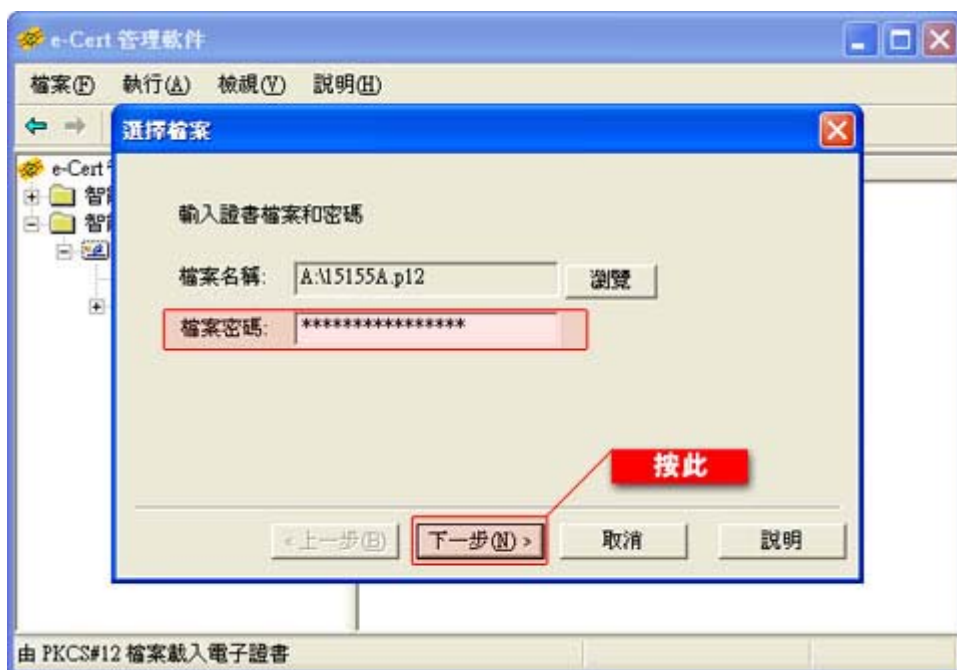 e-Cert 管理軟件
檔案(F) 執行(A) 檢視(V) 說明(H)
選擇檔案
e-Cert
智
智
輸入證書檔案和密碼
檔案名稱: A:\15155A.p12 瀏覽
檔案密碼: ****************
按此
<上一步(B) 下一步(N) > 取消 說明
由 PKCS#12 檔案載入電子證書